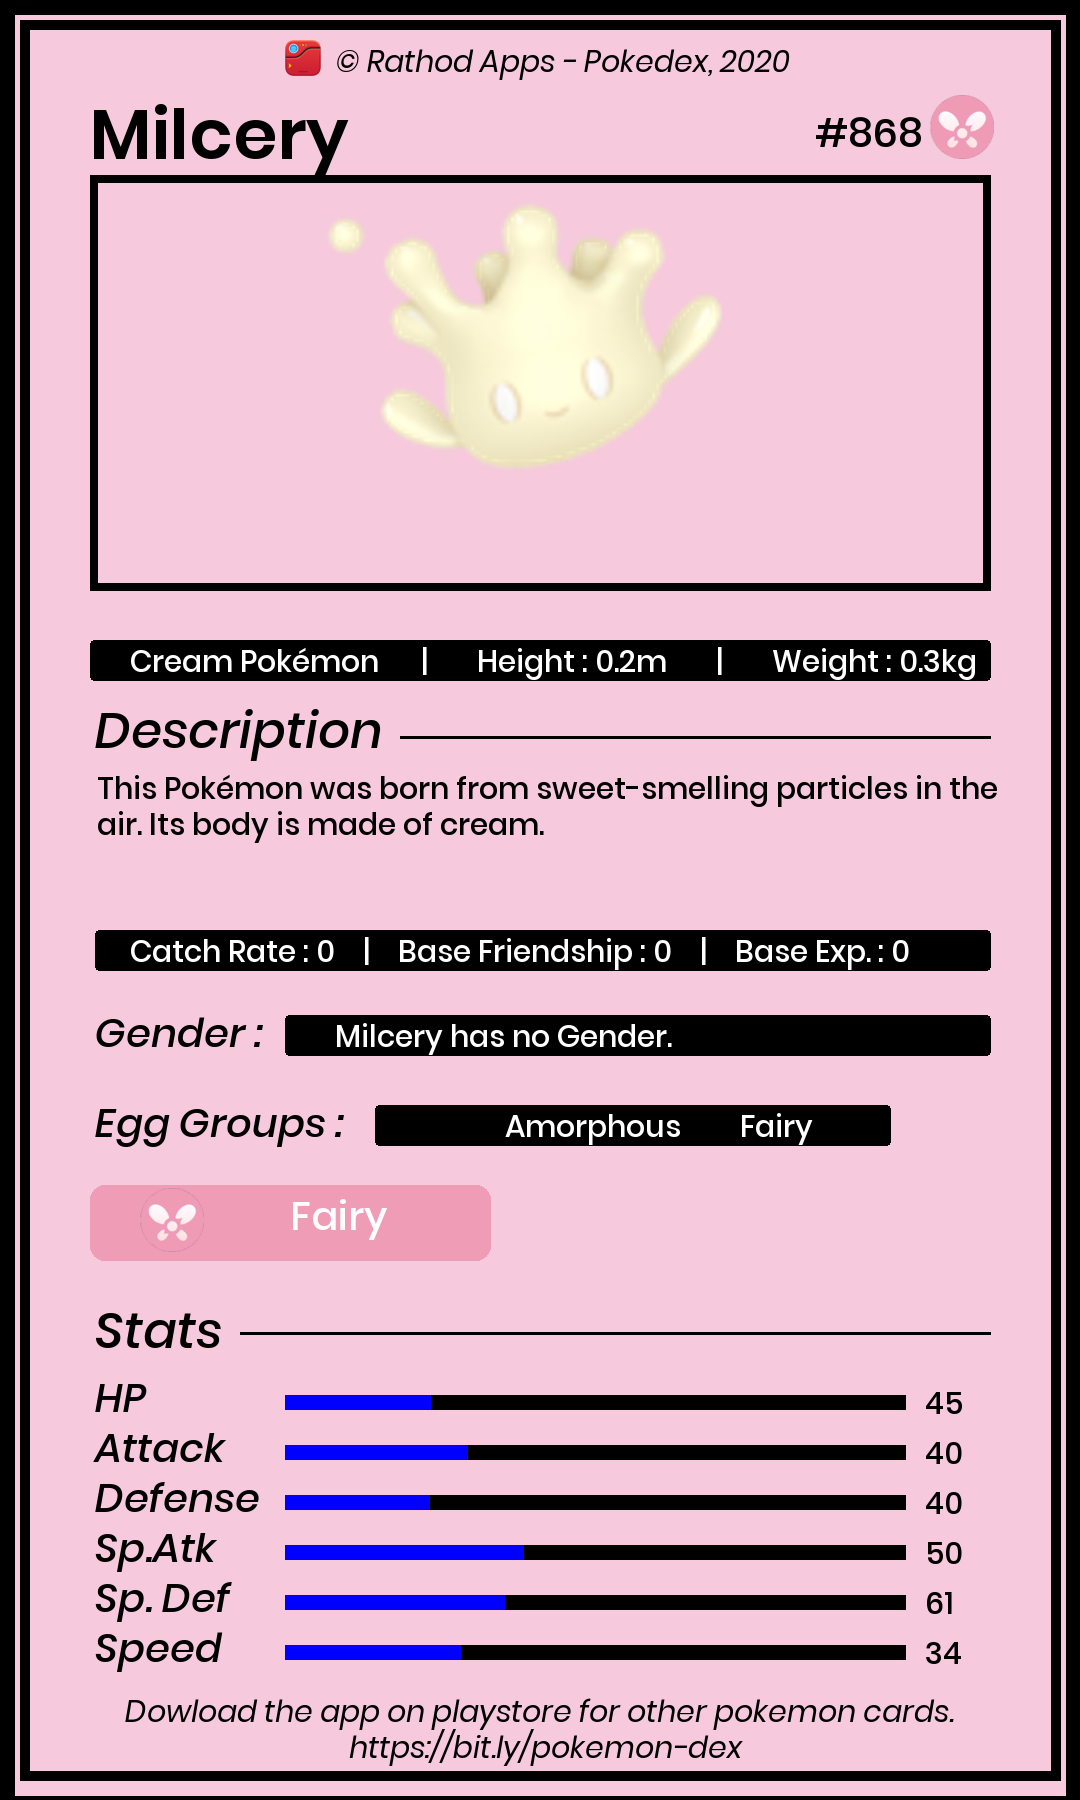 © Rathod Apps - Pokedex, 2020
Milcery #868
Cream Pokémon | Height : 0.2m | Weight : 0.3kg
Description
This Pokémon was born from sweet-smelling particles in the
air. Its body is made of cream.
Catch Rate : 0 | Base Friendship : 0 | Base Exp. : 0
Gender : Milcery has no Gender.
Egg Groups : Amorphous Fairy
Fairy
Stats
HP 45
Attack 40
Defense 40
Sp.Atk 50
Sp. Def 61
Speed 34
Dowload the app on playstore for other pokemon cards.
https://bit.ly/pokemon-dex